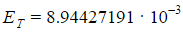 E_T = 8.94427191 · 10^{-3}